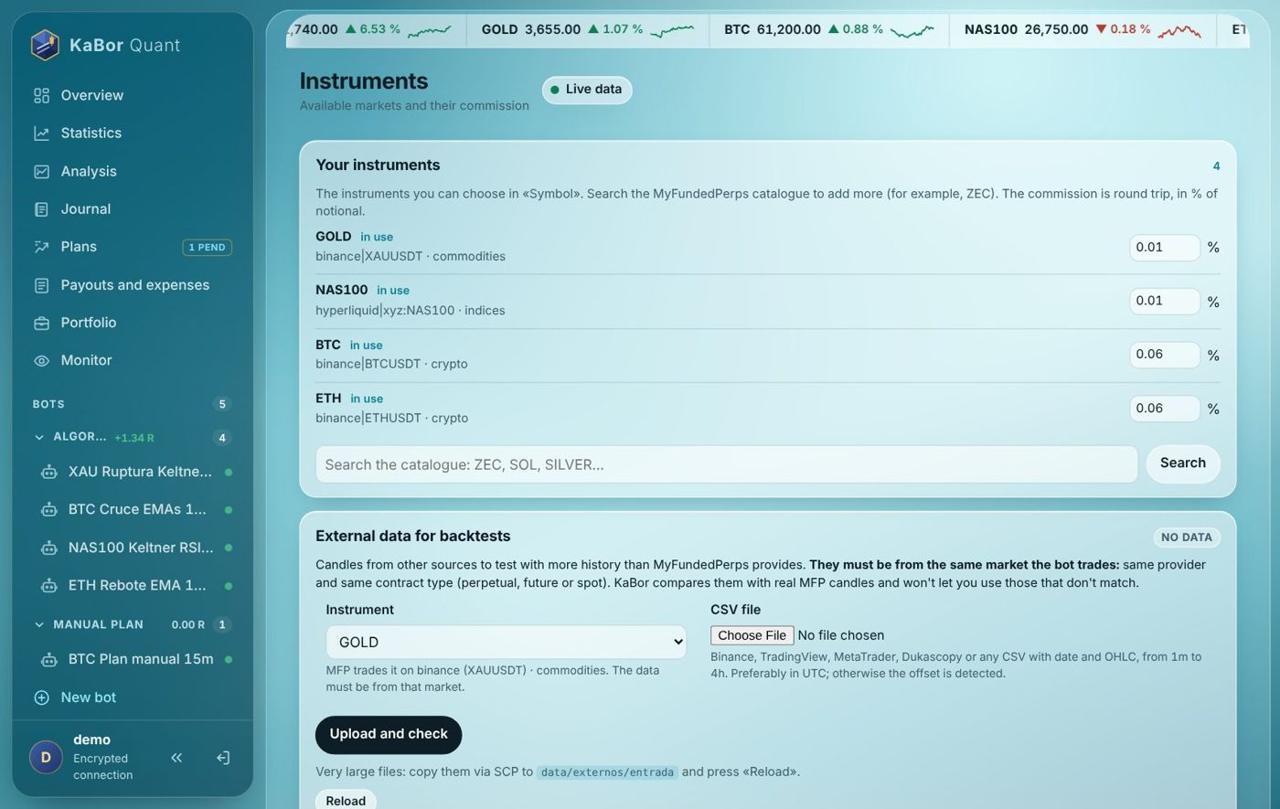 KaBor Quant
Overview
Statistics
Analysis
Journal
Plans 1 PEND
Payouts and expenses
Portfolio
Monitor
BOTS 5
ALGOR... +1.34 R 4
XAU Ruptura Keltne...
BTC Cruce EMAs 1...
NAS100 Keltner RSI...
ETH Rebote EMA 1...
MANUAL PLAN 0.00 R 1
BTC Plan manual 15m
New bot
D demo
Encrypted
connection
,740.00 ▲ 6.53 % GOLD 3,655.00 ▲ 1.07 % BTC 61,200.00 ▲ 0.88 % NAS100 26,750.00 ▼ 0.18 % ET
Instruments
Available markets and their commission
Live data
Your instruments 4
The instruments you can choose in «Symbol». Search the MyFundedPerps catalogue to add more (for example, ZEC). The commission is round trip, in % of
notional.
GOLD in use
binance|XAUUSDT · commodities
0.01 %
NAS100 in use
hyperliquid|xyz:NAS100 · indices
0.01 %
BTC in use
binance|BTCUSDT · crypto
0.06 %
ETH in use
binance|ETHUSDT · crypto
0.06 %
Search the catalogue: ZEC, SOL, SILVER... Search
External data for backtests NO DATA
Candles from other sources to test with more history than MyFundedPerps provides. They must be from the same market the bot trades: same provider
and same contract type (perpetual, future or spot). KaBor compares them with real MFP candles and won't let you use those that don't match.
Instrument
GOLD
MFP trades it on binance (XAUUSDT) · commodities. The data
must be from that market.
CSV file
Choose File No file chosen
Binance, TradingView, MetaTrader, Dukascopy or any CSV with date and OHLC, from 1m to
4h. Preferably in UTC; otherwise the offset is detected.
Upload and check
Very large files: copy them via SCP to data/externos/entrada and press «Reload».
Reload